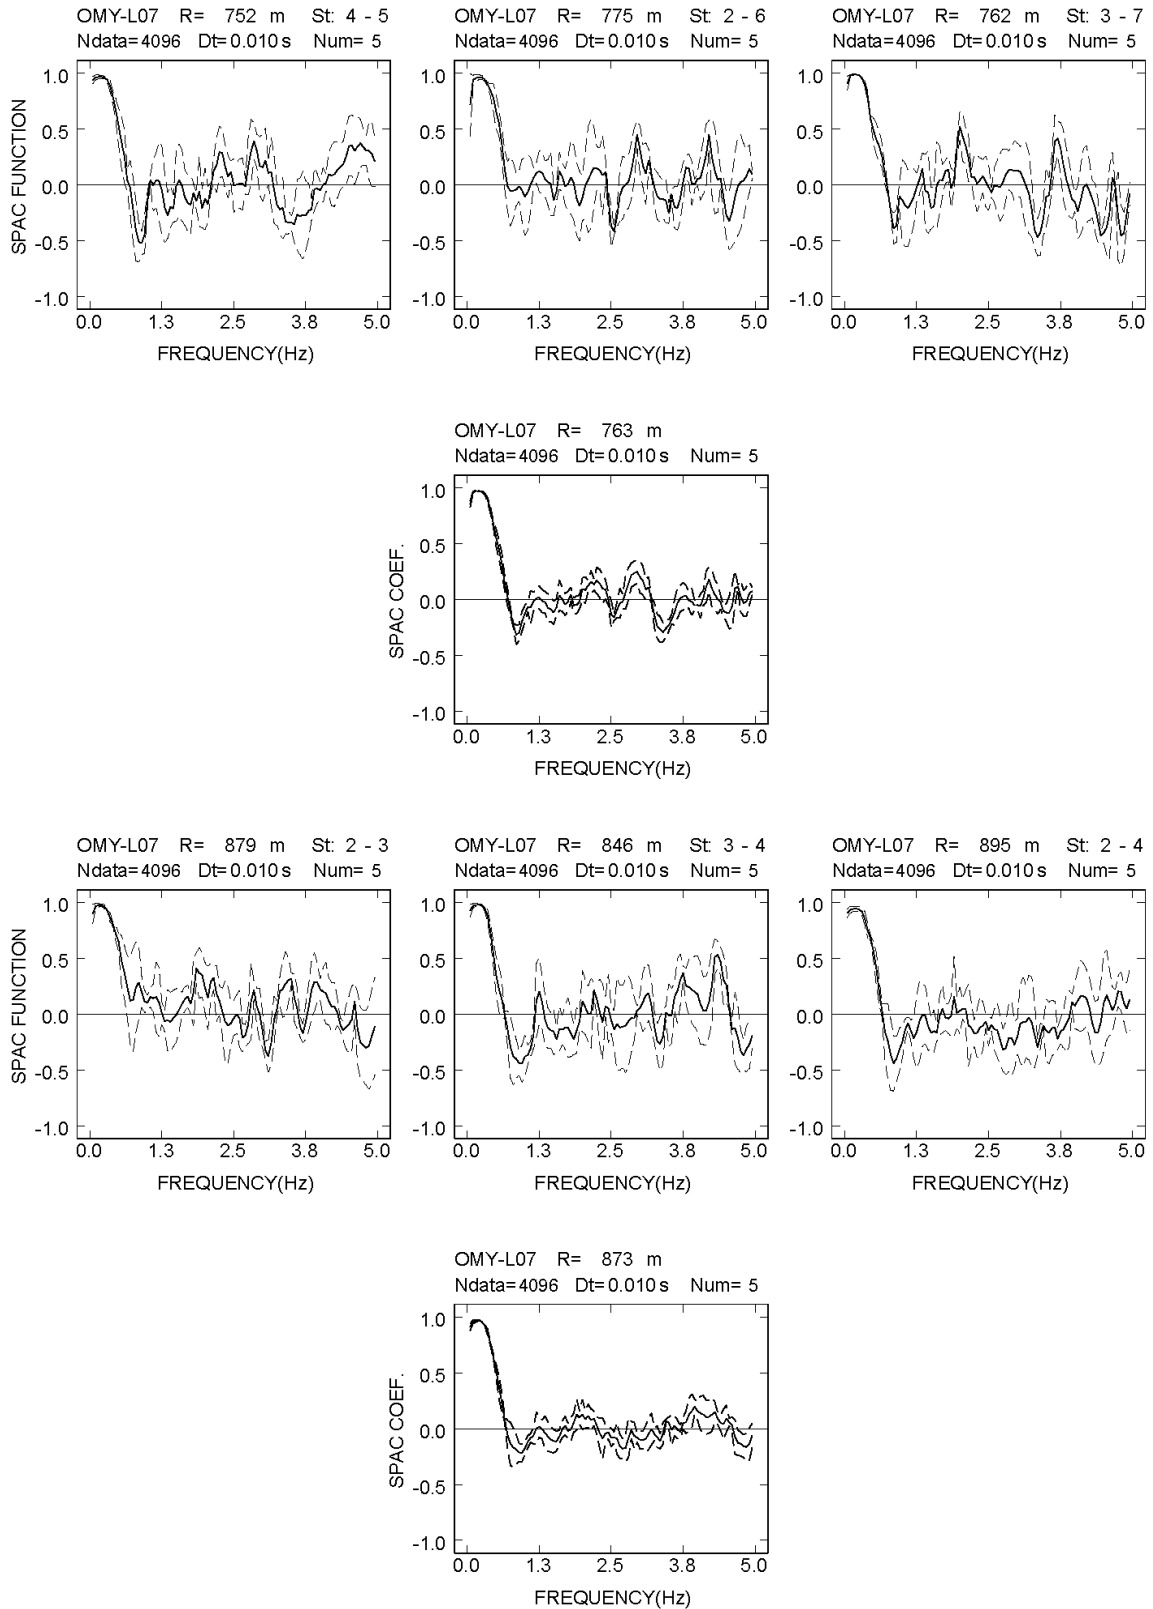 OMY-L07 R= 752 m St: 4 - 5
Ndata=4096 Dt=0.010s Num= 5
1.0
0.5
0.0
-0.5
-1.0
SPAC FUNCTION
0.0 1.3 2.5 3.8 5.0
FREQUENCY(Hz)
OMY-L07 R= 775 m St: 2 - 6
Ndata=4096 Dt=0.010s Num= 5
1.0
0.5
0.0
-0.5
-1.0
0.0 1.3 2.5 3.8 5.0
FREQUENCY(Hz)
OMY-L07 R= 762 m St: 3 - 7
Ndata=4096 Dt=0.010s Num= 5
1.0
0.5
0.0
-0.5
-1.0
0.0 1.3 2.5 3.8 5.0
FREQUENCY(Hz)
OMY-L07 R= 763 m
Ndata=4096 Dt=0.010s Num= 5
1.0
0.5
0.0
-0.5
-1.0
SPAC COEF.
0.0 1.3 2.5 3.8 5.0
FREQUENCY(Hz)
OMY-L07 R= 879 m St: 2 - 3
Ndata=4096 Dt=0.010s Num= 5
1.0
0.5
0.0
-0.5
-1.0
SPAC FUNCTION
0.0 1.3 2.5 3.8 5.0
FREQUENCY(Hz)
OMY-L07 R= 846 m St: 3 - 4
Ndata=4096 Dt=0.010s Num= 5
1.0
0.5
0.0
-0.5
-1.0
0.0 1.3 2.5 3.8 5.0
FREQUENCY(Hz)
OMY-L07 R= 895 m St: 2 - 4
Ndata=4096 Dt=0.010s Num= 5
1.0
0.5
0.0
-0.5
-1.0
0.0 1.3 2.5 3.8 5.0
FREQUENCY(Hz)
OMY-L07 R= 873 m
Ndata=4096 Dt=0.010s Num= 5
1.0
0.5
0.0
-0.5
-1.0
SPAC COEF.
0.0 1.3 2.5 3.8 5.0
FREQUENCY(Hz)